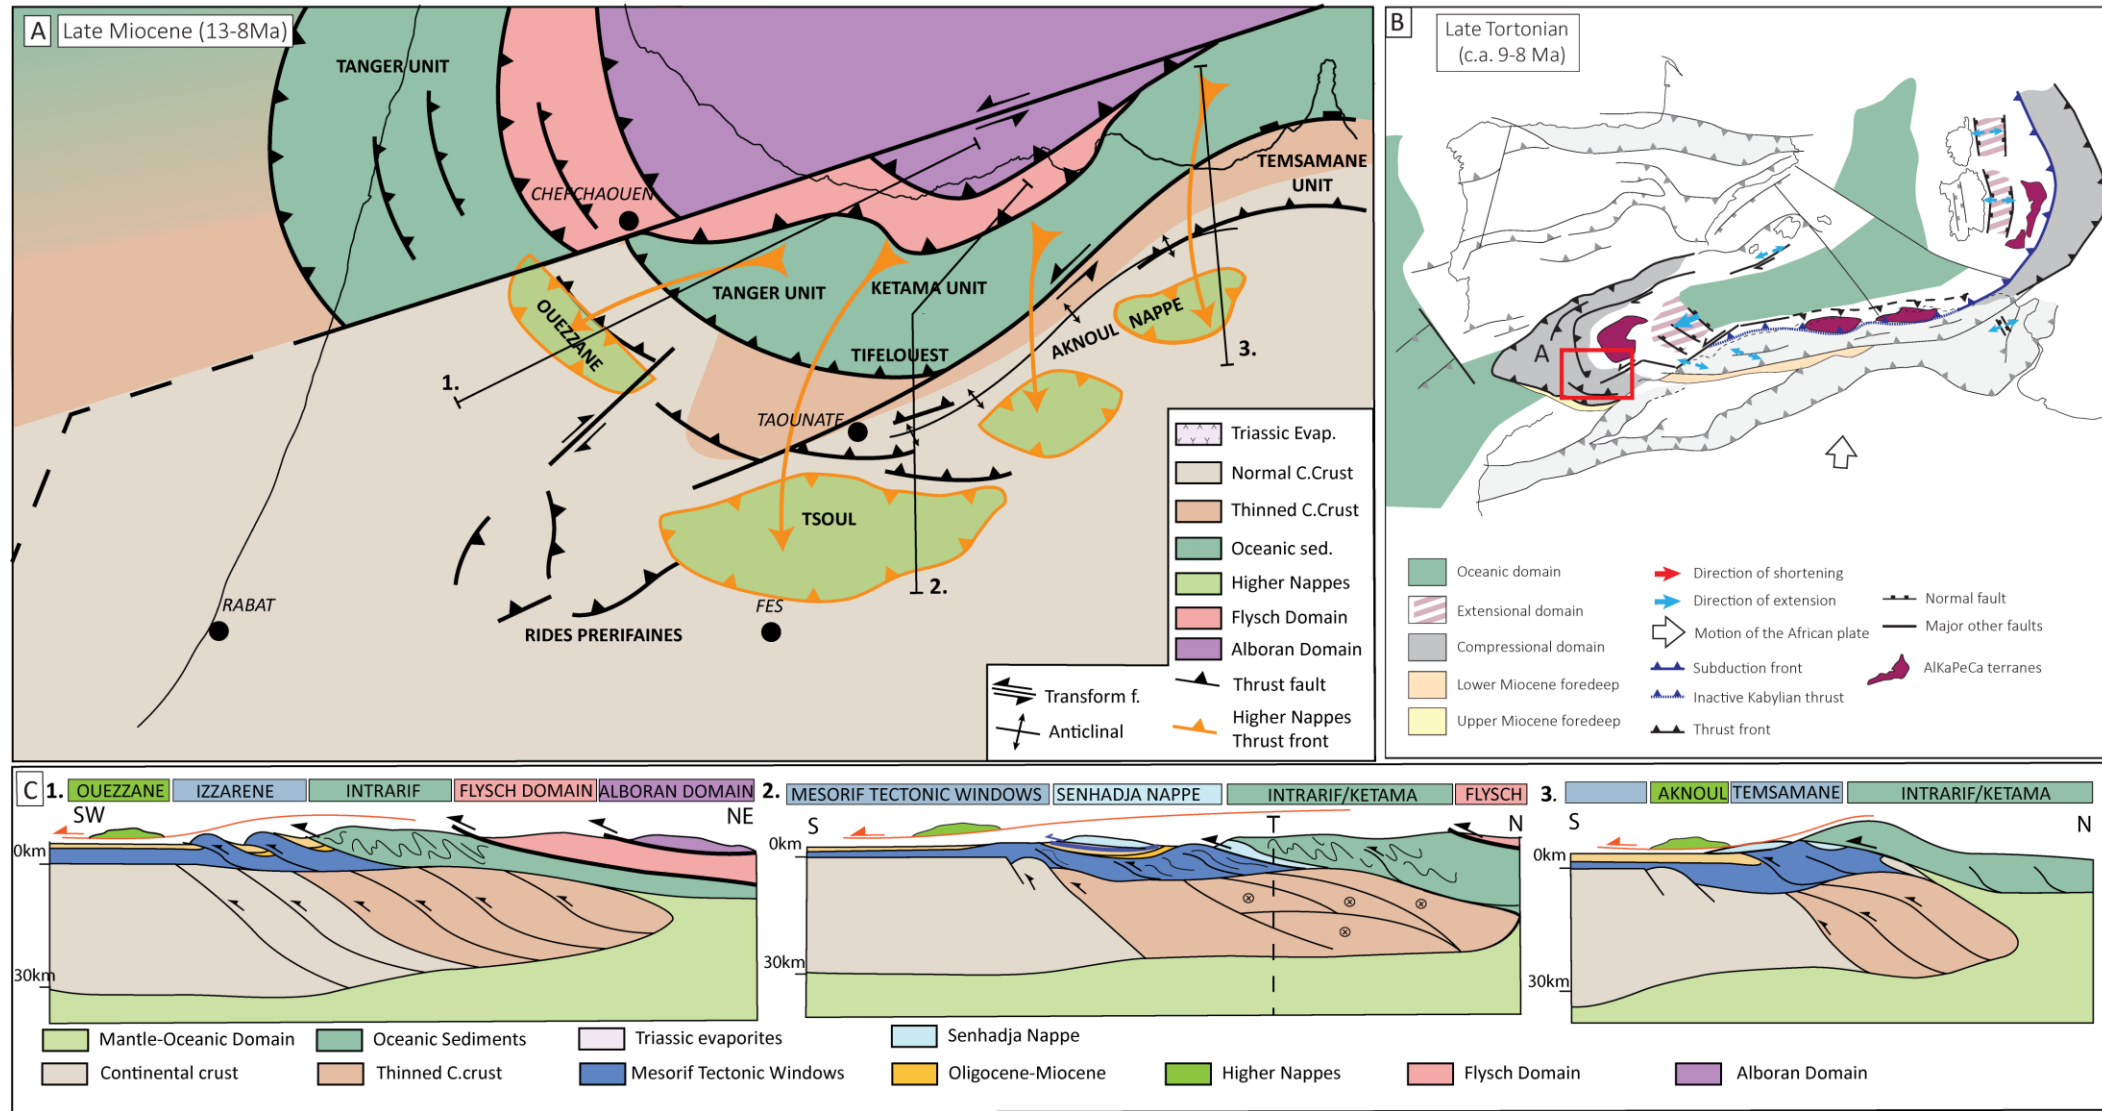 A
Late Miocene (13-8Ma)
TANGER UNIT
CHEFCHAOUEN
TEMSAMANE
UNIT
OUEZZANE
TANGER UNIT
KETAMA UNIT
AKNOUL NAPPE
TIFELOUEST
1.
3.
TAOUNATE
TSOUL
2.
RABAT
FES
RIDES PRERIFAINES
Triassic Evap.
Normal C.Crust
Thinned C.Crust
Oceanic sed.
Higher Nappes
Flysch Domain
Alboran Domain
Transform f.
Anticlinal
Thrust fault
Higher Nappes
Thrust front
B
Late Tortonian
(c.a. 9-8 Ma)
A
Oceanic domain
Extensional domain
Compressional domain
Lower Miocene foredeep
Upper Miocene foredeep
Direction of shortening
Direction of extension
Motion of the African plate
Subduction front
Inactive Kabylian thrust
Thrust front
Normal fault
Major other faults
AlKaPeCa terranes
C
1.
OUEZZANE
IZZARENE
INTRARIF
FLYSCH DOMAIN
ALBORAN DOMAIN
SW
NE
0km
30km
2.
MESORIF TECTONIC WINDOWS
SENHADJA NAPPE
INTRARIF/KETAMA
FLYSCH
S
T
N
0km
30km
3.
AKNOUL
TEMSAMANE
INTRARIF/KETAMA
S
N
0km
30km
Mantle-Oceanic Domain
Oceanic Sediments
Triassic evaporites
Senhadja Nappe
Continental crust
Thinned C.crust
Mesorif Tectonic Windows
Oligocene-Miocene
Higher Nappes
Flysch Domain
Alboran Domain